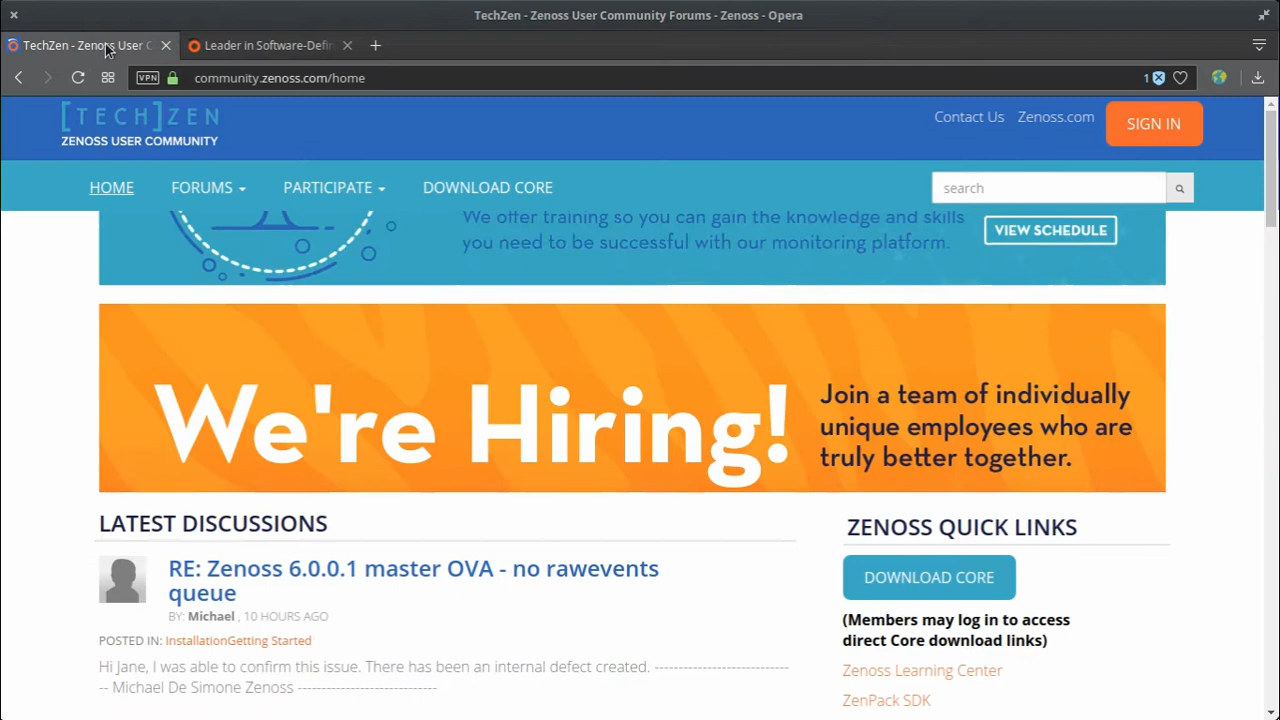 TechZen - Zenoss User Community Forums - Zenoss - Opera
TechZen - Zenoss User C
Leader in Software-Defin
VPN
community.zenoss.com/home
1
[TECH]ZEN
ZENOSS USER COMMUNITY
Contact Us
Zenoss.com
SIGN IN
HOME
FORUMS
PARTICIPATE
DOWNLOAD CORE
search
We offer training so you can gain the knowledge and skills
you need to be successful with our monitoring platform.
VIEW SCHEDULE
We're Hiring!
Join a team of individually
unique employees who are
truly better together.
LATEST DISCUSSIONS
RE: Zenoss 6.0.0.1 master OVA - no rawevents
queue
BY: Michael , 10 HOURS AGO
POSTED IN: InstallationGetting Started
Hi Jane, I was able to confirm this issue. There has been an internal defect created. ------------------------------
-- Michael De Simone Zenoss -------------------------------
ZENOSS QUICK LINKS
DOWNLOAD CORE
(Members may log in to access
direct Core download links)
Zenoss Learning Center
ZenPack SDK